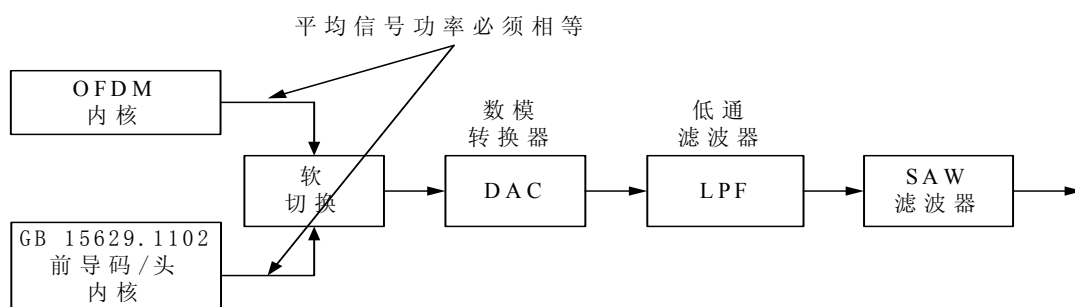 平均信号功率必须相等
OFDM
内核
数模
转换器
低通
滤波器
软
切换
DAC
LPF
SAW
滤波器
GB 15629.1102
前导码/头
内核